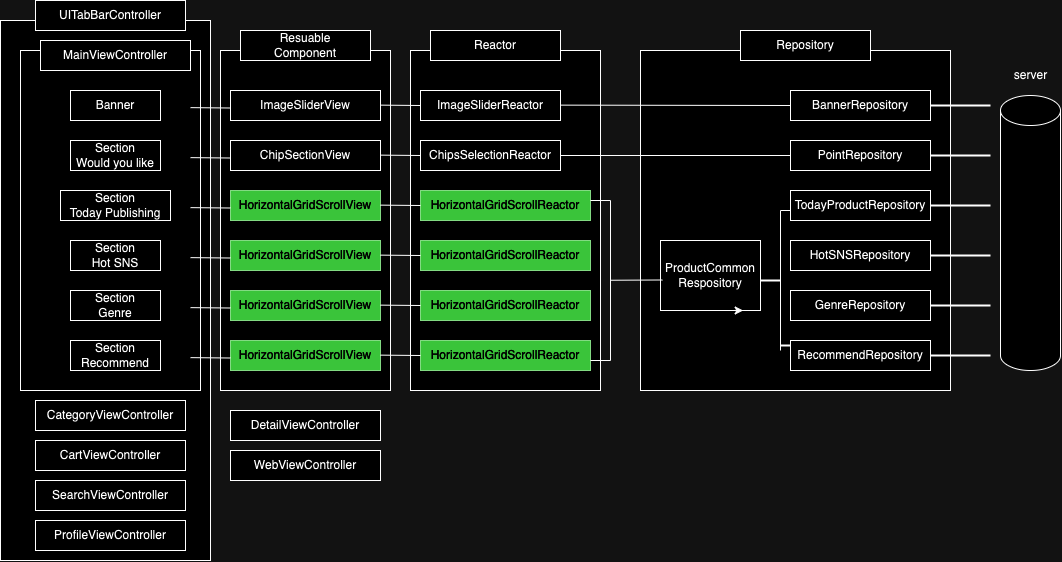 UITabBarController
MainViewController
Banner
Section
Would you like
Section
Today Publishing
Section
Hot SNS
Section
Genre
Section
Recommend
CategoryViewController
CartViewController
SearchViewController
ProfileViewController
Resuable
Component
ImageSliderView
ChipSectionView
HorizontalGridScrollView
HorizontalGridScrollView
HorizontalGridScrollView
HorizontalGridScrollView
DetailViewController
WebViewController
Reactor
ImageSliderReactor
ChipsSelectionReactor
HorizontalGridScrollReactor
HorizontalGridScrollReactor
HorizontalGridScrollReactor
HorizontalGridScrollReactor
Repository
ProductCommon
Respository
BannerRepository
PointRepository
TodayProductRepository
HotSNSRepository
GenreRepository
RecommendRepository
server